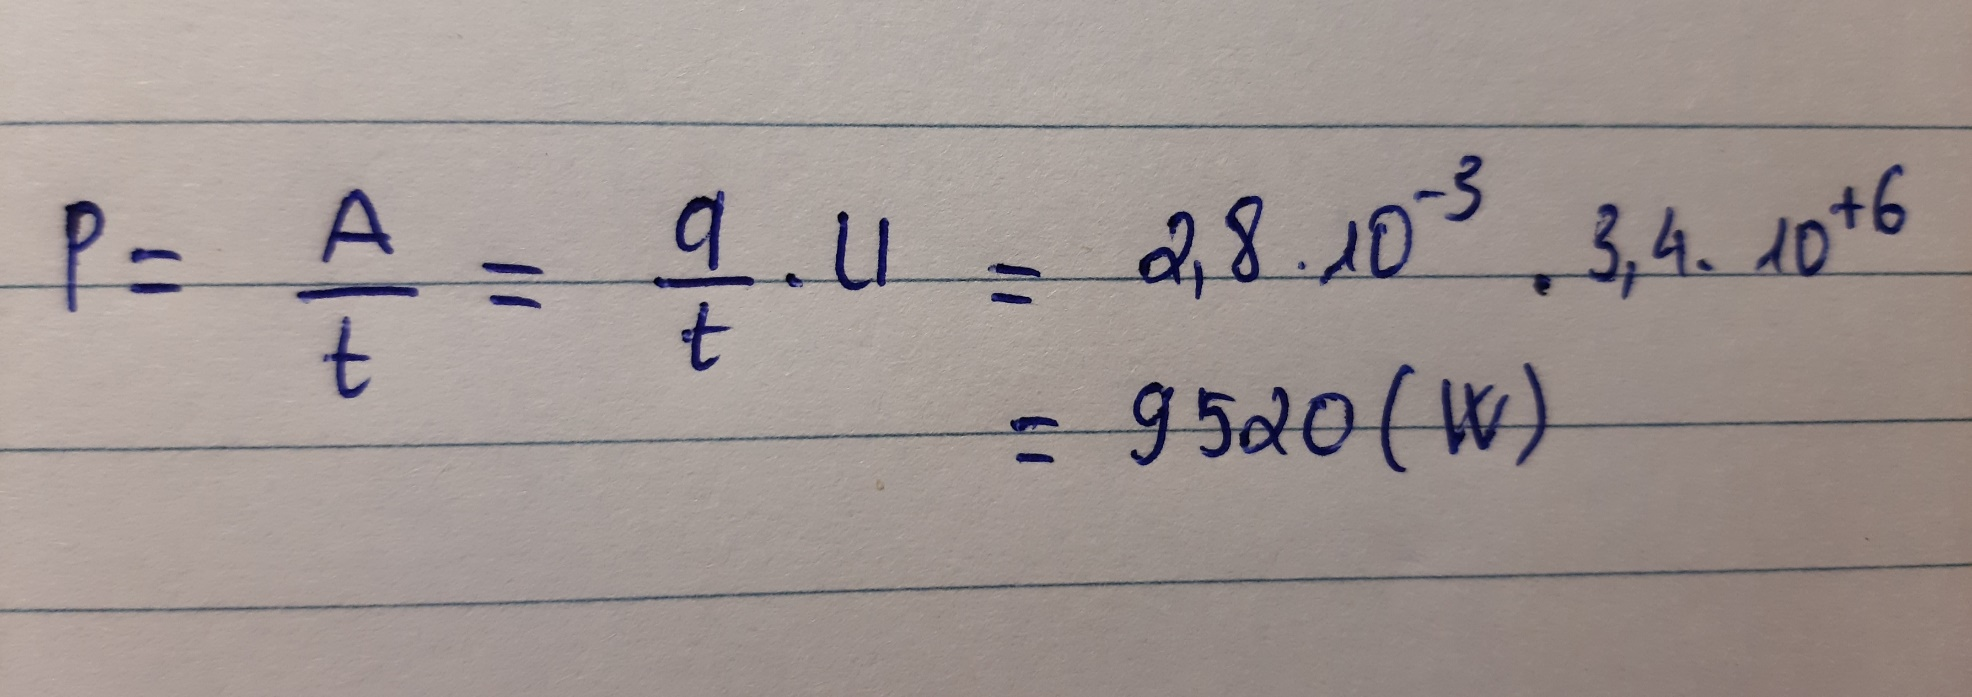 P = A/t = q/t . U = 2,8 . 10⁻³ . 3,4 . 10⁺⁶
= 9520 (W)